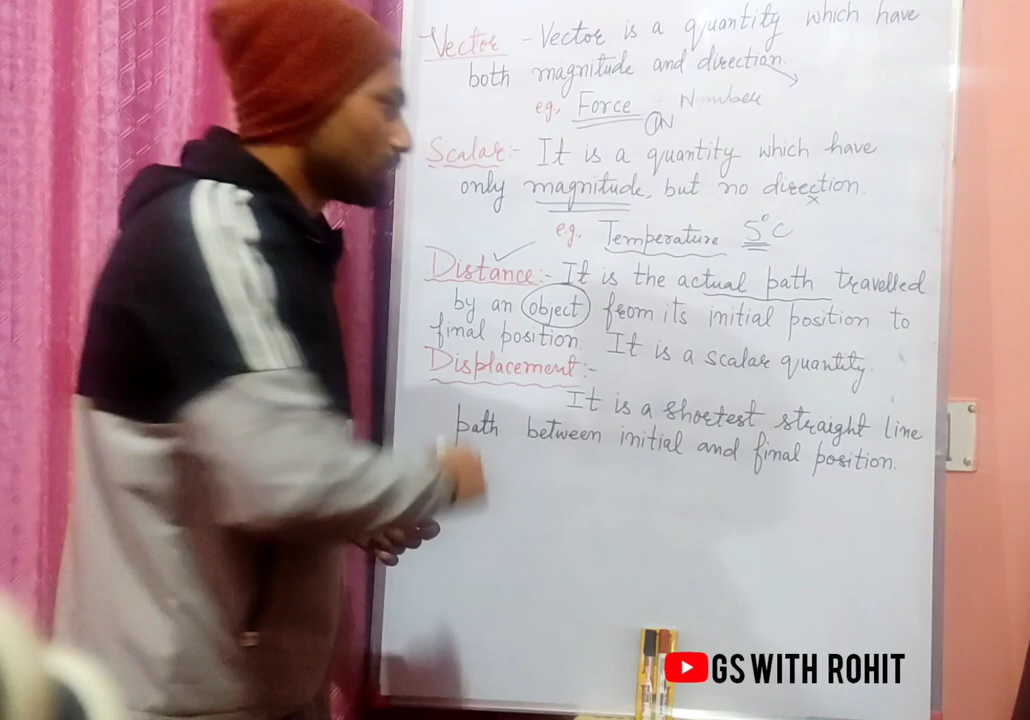 Vector - Vector is a quantity which have
both magnitude and direction.
eg. Force Number
N
Scalar:- It is a quantity which have
only magnitude, but no direction.
e.g. Temperature 5°C
Distance:- It is the actual path travelled
by an object from its initial position to
final position. It is a scalar quantity.
Displacement:-
It is a shortest straight line
path between initial and final position.
GS WITH ROHIT